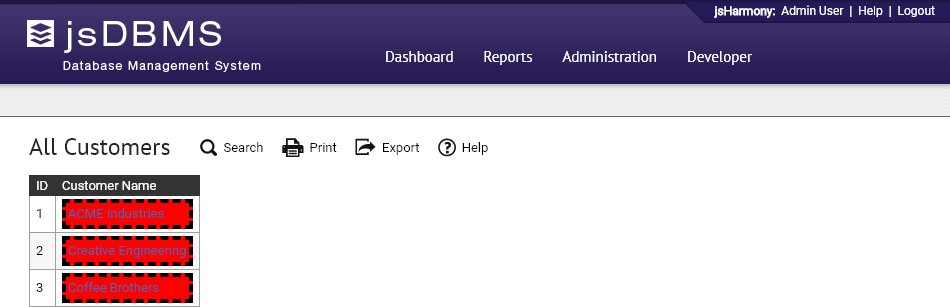 jsHarmony: Admin User | Help | Logout
jsDBMS
Database Management System
Dashboard Reports Administration Developer
All Customers Search Print Export Help
ID Customer Name
1 ACME Industries
2 Creative Engineering
3 Coffee Brothers